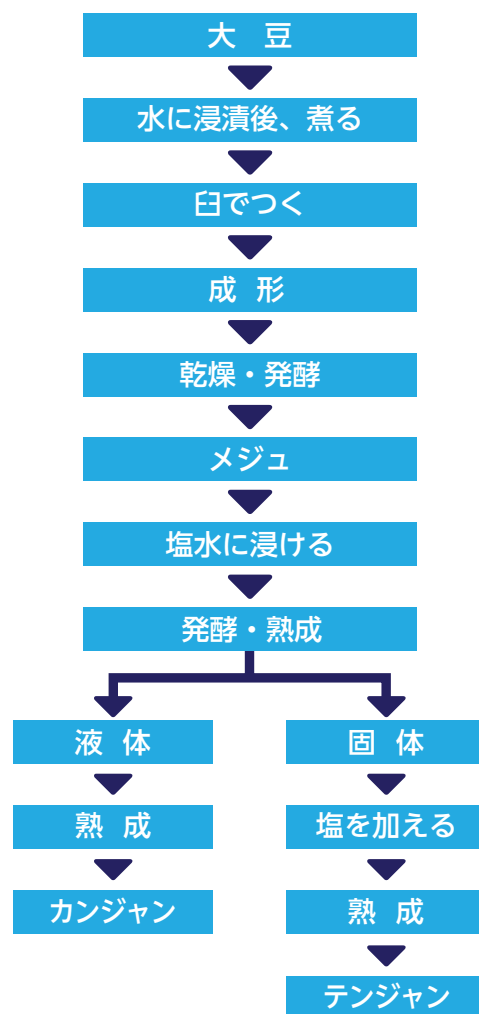 大 豆
水に浸漬後、煮る
臼でつく
成 形
乾燥・発酵
メジュ
塩水に浸ける
発酵・熟成
液 体
熟 成
カンジャン
固 体
塩を加える
熟 成
テンジャン